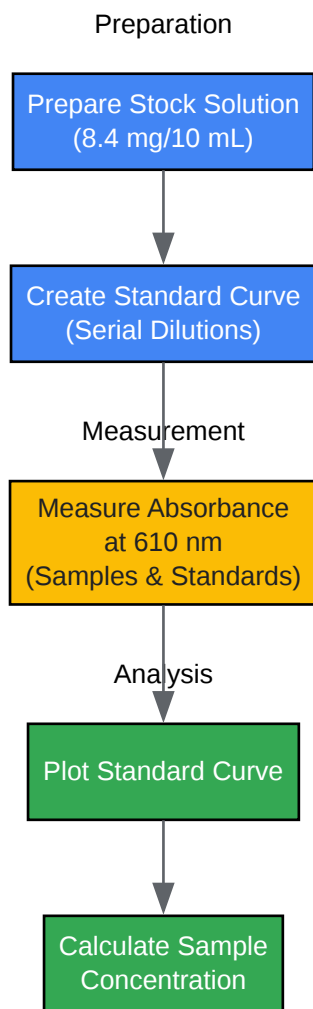 Preparation
Prepare Stock Solution
(8.4 mg/10 mL)
Create Standard Curve
(Serial Dilutions)
Measurement
Measure Absorbance
at 610 nm
(Samples & Standards)
Analysis
Plot Standard Curve
Calculate Sample
Concentration